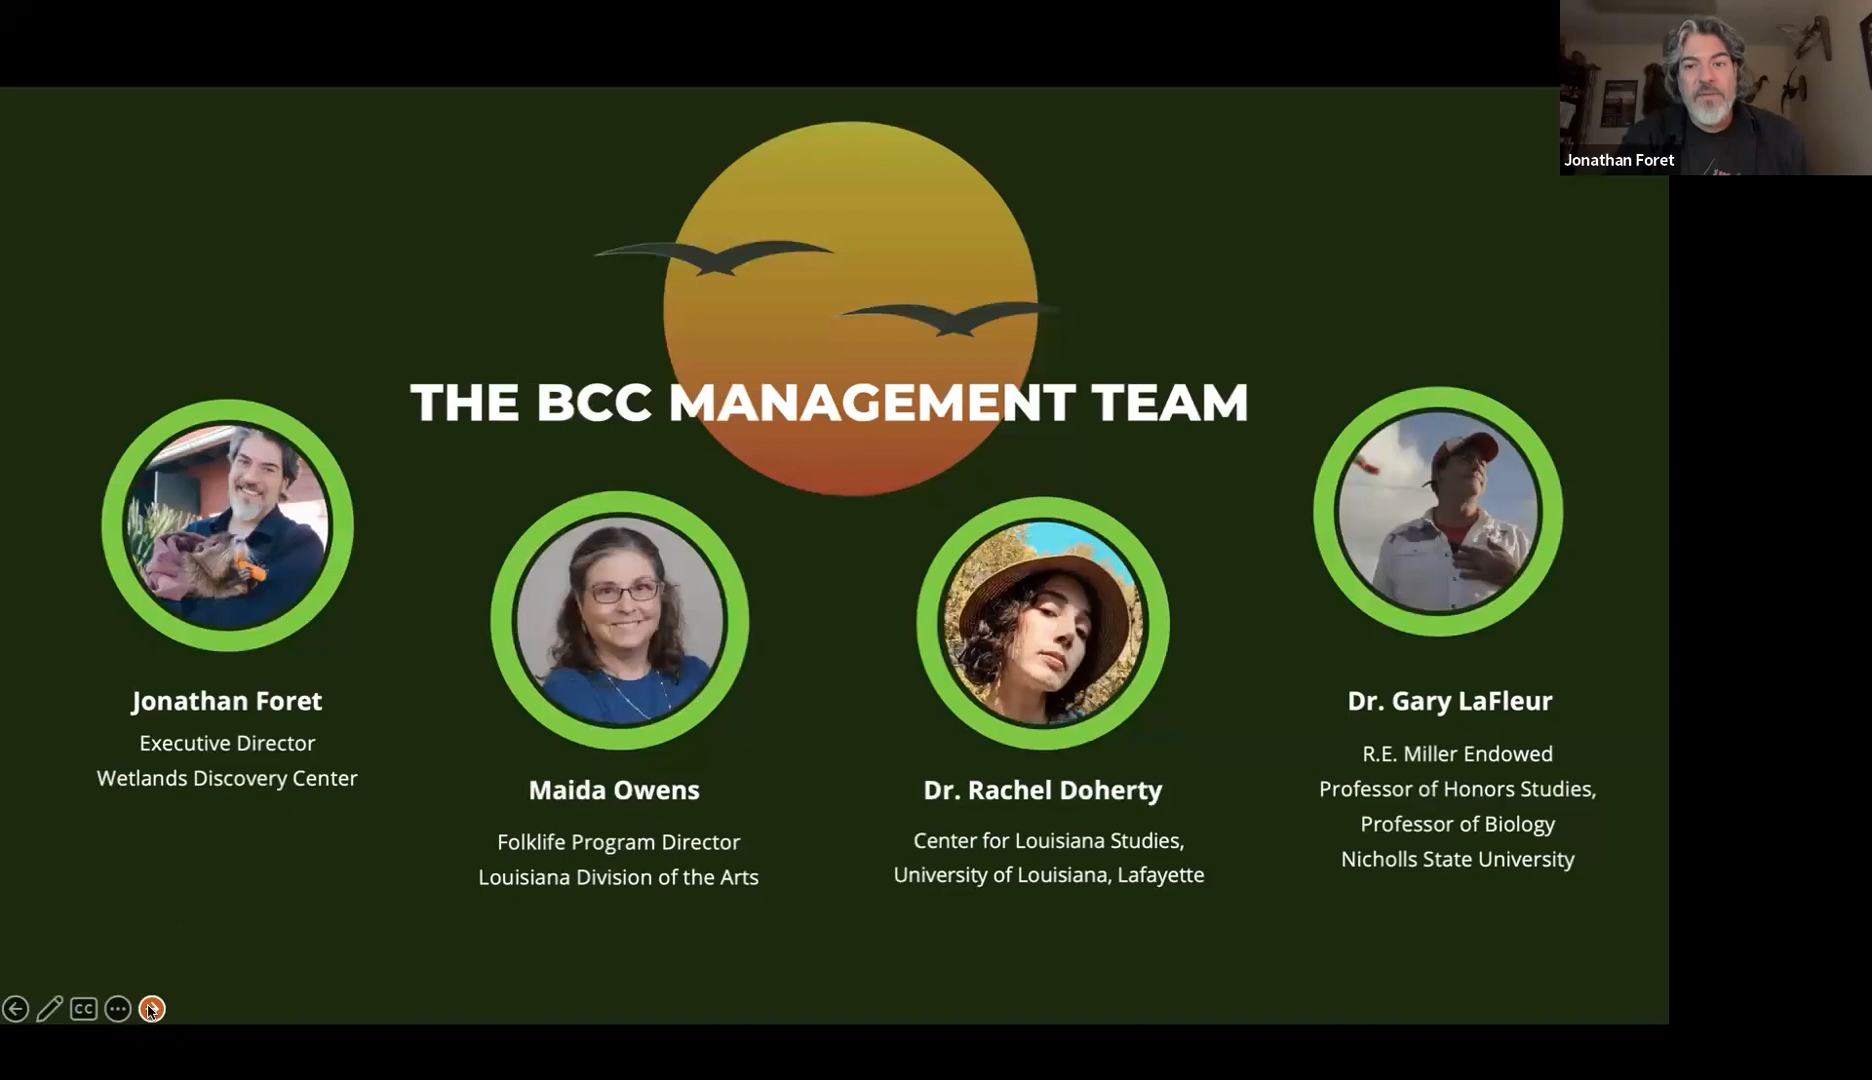 Jonathan Foret
THE BCC MANAGEMENT TEAM
Jonathan Foret
Executive Director
Wetlands Discovery Center
Maida Owens
Folklife Program Director
Louisiana Division of the Arts
Dr. Rachel Doherty
Center for Louisiana Studies,
University of Louisiana, Lafayette
Dr. Gary LaFleur
R.E. Miller Endowed
Professor of Honors Studies,
Professor of Biology
Nicholls State University
CC